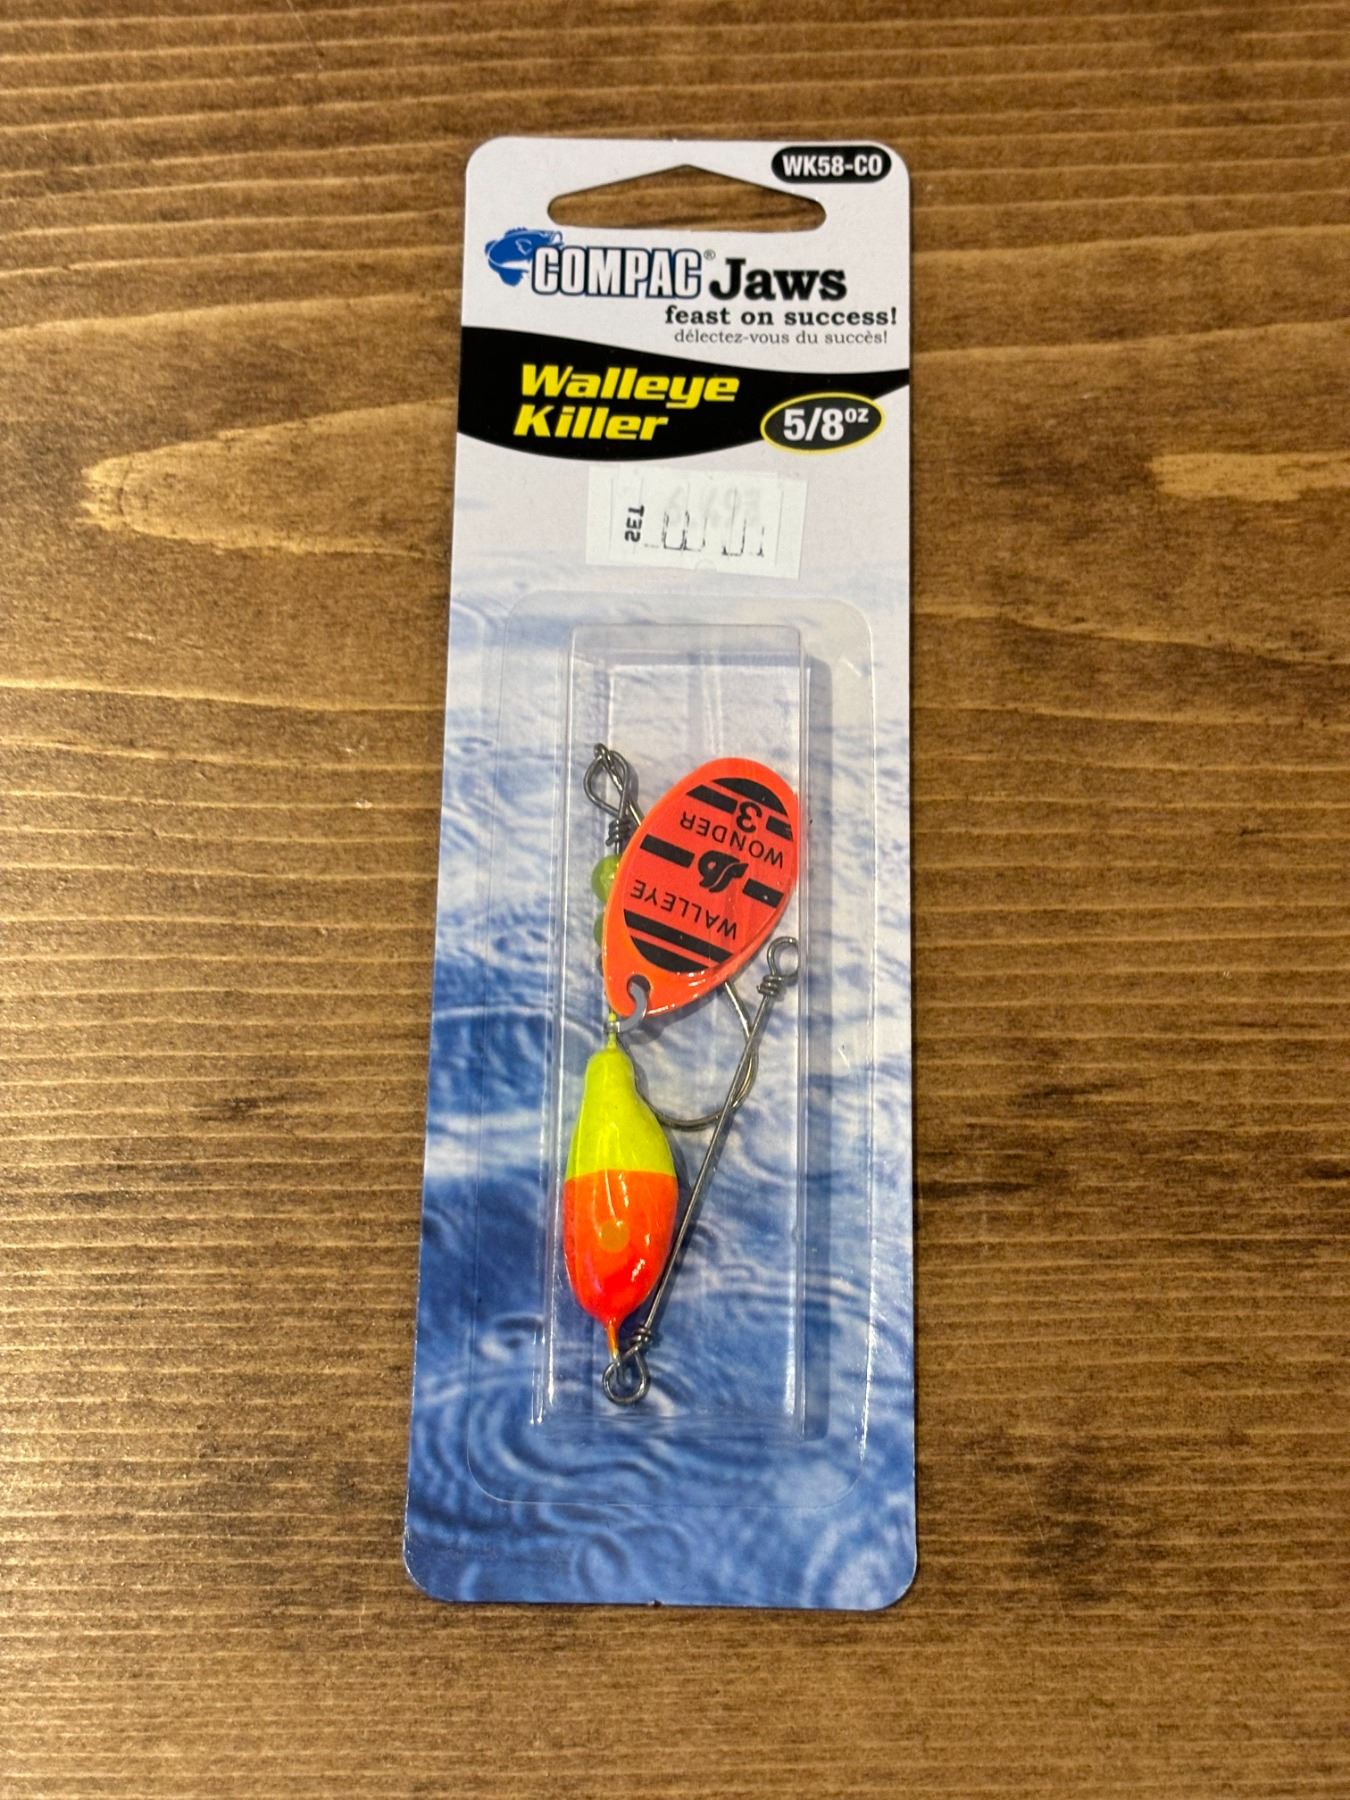 WK58-CO
COMPAC® Jaws
feast on success!
délectez-vous du succès!
Walleye
Killer
5/8oz
3
WONDER
WALLEYE